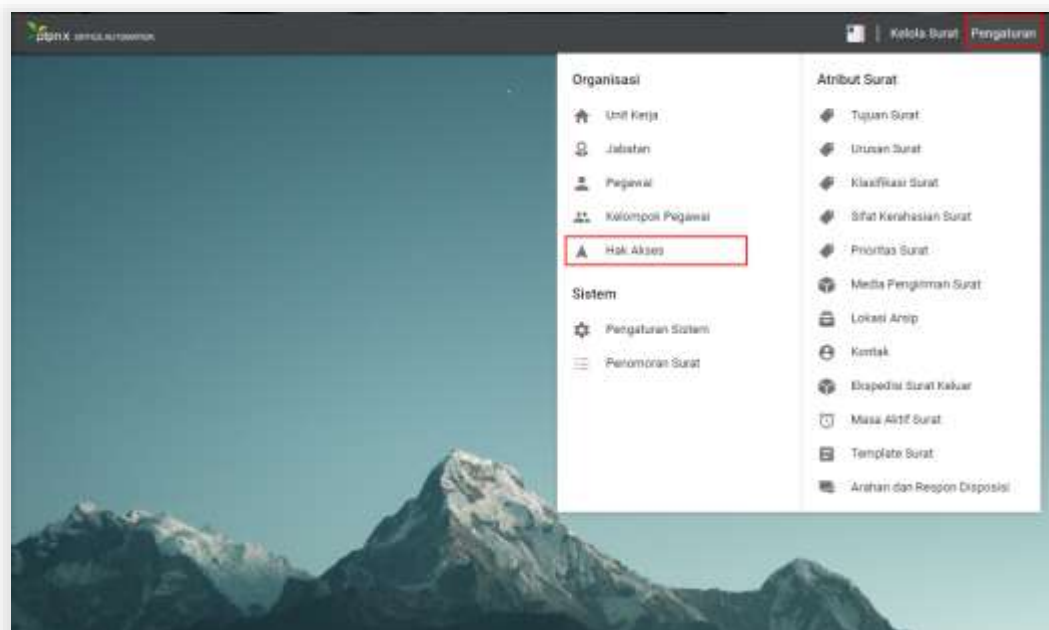 ptpnx OFFICE AUTOMATION
Kelola Surat
Pengaturan
Organisasi
Unit Kerja
Jabatan
Pegawai
Kelompok Pegawai
Hak Akses
Sistem
Pengaturan Sistem
Penomoran Surat
Atribut Surat
Tujuan Surat
Urusan Surat
Klasifikasi Surat
Sifat Kerahasian Surat
Prioritas Surat
Media Pengiriman Surat
Lokasi Arsip
Kontak
Ekspedisi Surat Keluar
Masa Aktif Surat
Template Surat
Arahan dan Respon Disposisi